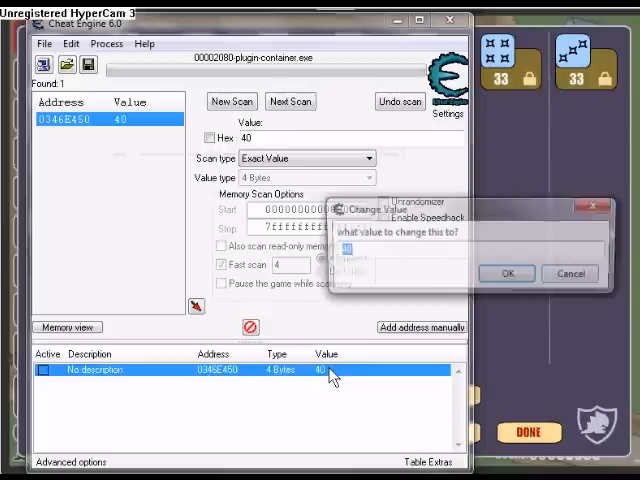 Unregistered HyperCam 3
Cheat Engine 6.0
File Edit Process Help
00002080-plugin-container.exe
Found: 1
Address Value
0346E450 40
New Scan Next Scan Undo scan
Settings
Value:
Hex 40
Scan type Exact Value
Value type 4 Bytes
Memory Scan Options
Start
Stop
Also scan read-only
Fast scan 4
Pause the game while
Unrandomizer
Enable Speedhack
Change Value
what value to change this to?
40
OK Cancel
Memory view
Add address manually
Active Description Address Type Value
No description 0346E450 4 Bytes 40
Advanced options Table Extras
33 33
DONE